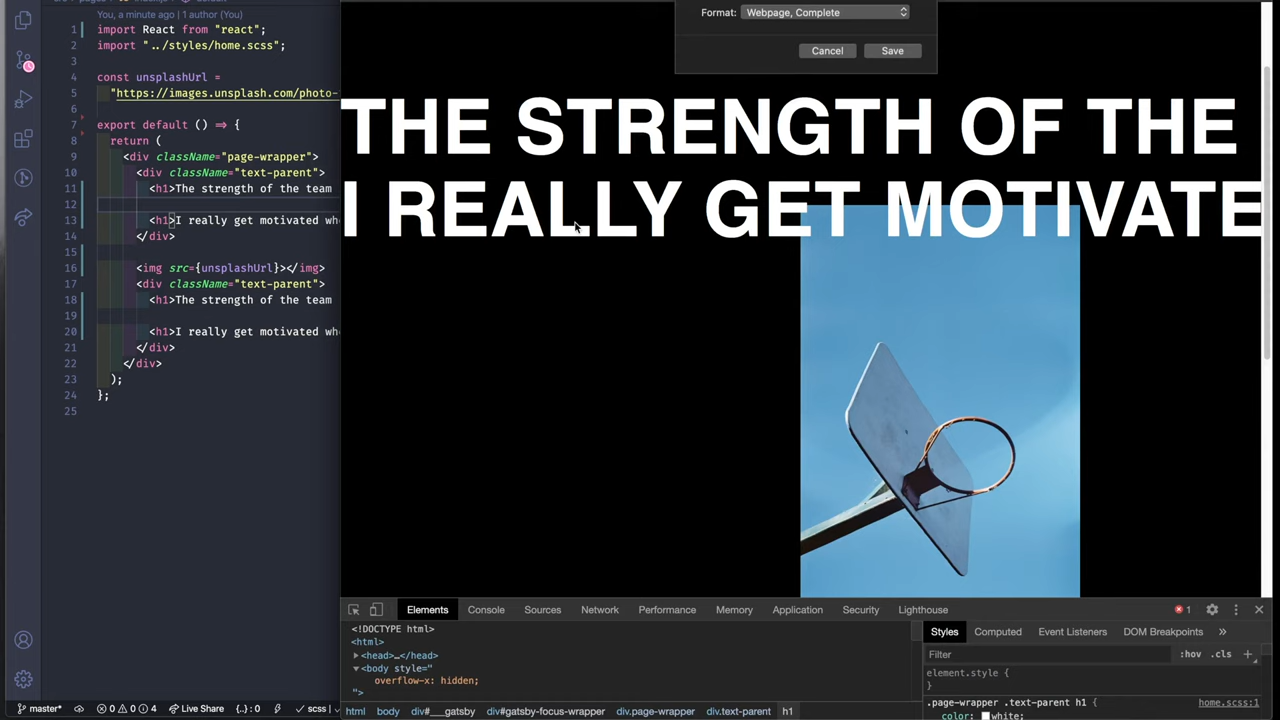 You, a minute ago | 1 author (You)
1 import React from "react";
2 import "../styles/home.scss";
3
4 const unsplashUrl =
5 "https://images.unsplash.com/photo-
6
7 export default () => {
8 return (
9 <div className="page-wrapper">
10 <div className="text-parent">
11 <h1>The strength of the team
12
13 <h1>I really get motivated wh
14 </div>
15
16 <img src={unsplashUrl}></img>
17 <div className="text-parent">
18 <h1>The strength of the team
19
20 <h1>I really get motivated wh
21 </div>
22 </div>
23 );
24 };
25
master* 0 0 4 Live Share {..}: 0 scss
Format: Webpage, Complete
Cancel Save
THE STRENGTH OF THE
I REALLY GET MOTIVATE
Elements Console Sources Network Performance Memory Application Security Lighthouse 1
<!DOCTYPE html>
<html>
<head>…</head>
<body style="
overflow-x: hidden;
">
html body div#___gatsby div#gatsby-focus-wrapper div.page-wrapper div.text-parent h1
Styles Computed Event Listeners DOM Breakpoints »
Filter :hov .cls +
element.style {
}
.page-wrapper .text-parent h1 { home.scss:1
color: white;